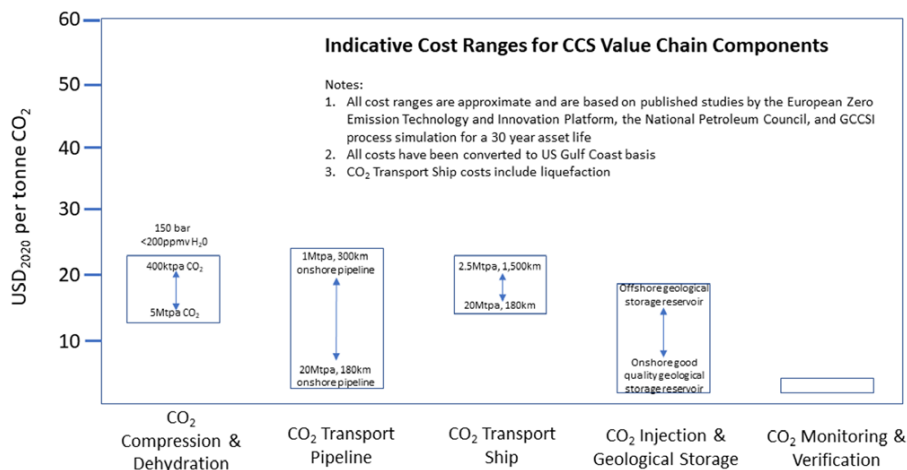 Indicative Cost Ranges for CCS Value Chain Components
Notes:
1. All cost ranges are approximate and are based on published studies by the European Zero
Emission Technology and Innovation Platform, the National Petroleum Council, and GCCSI
process simulation for a 30 year asset life
2. All costs have been converted to US Gulf Coast basis
3. CO₂ Transport Ship costs include liquefaction
USD₂₀₂₀ per tonne CO₂
60
50
40
30
20
10
150 bar
<200ppmv H₂0
400ktpa CO₂
5Mtpa CO₂
1Mtpa, 300km
onshore pipeline
20Mtpa, 180km
onshore pipeline
2.5Mtpa, 1,500km
20Mtpa, 180km
Offshore geological
storage reservoir
Onshore good
quality geological
storage reservoir
CO₂
Compression &
Dehydration
CO₂ Transport
Pipeline
CO₂ Transport
Ship
CO₂ Injection &
Geological Storage
CO₂ Monitoring &
Verification